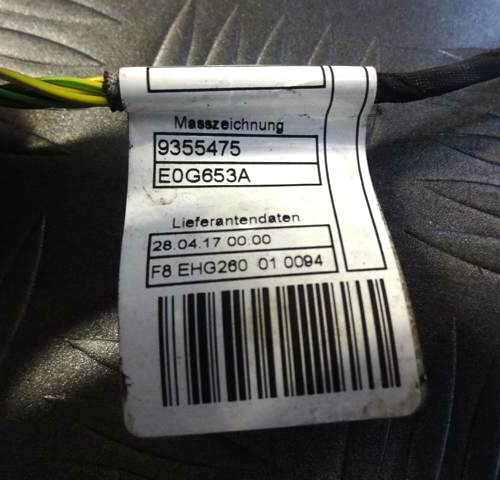 Masszeichnung
9355475
E0G653A
Lieferantendaten
28.04.17 00:00
F8 EHG260 01 0094